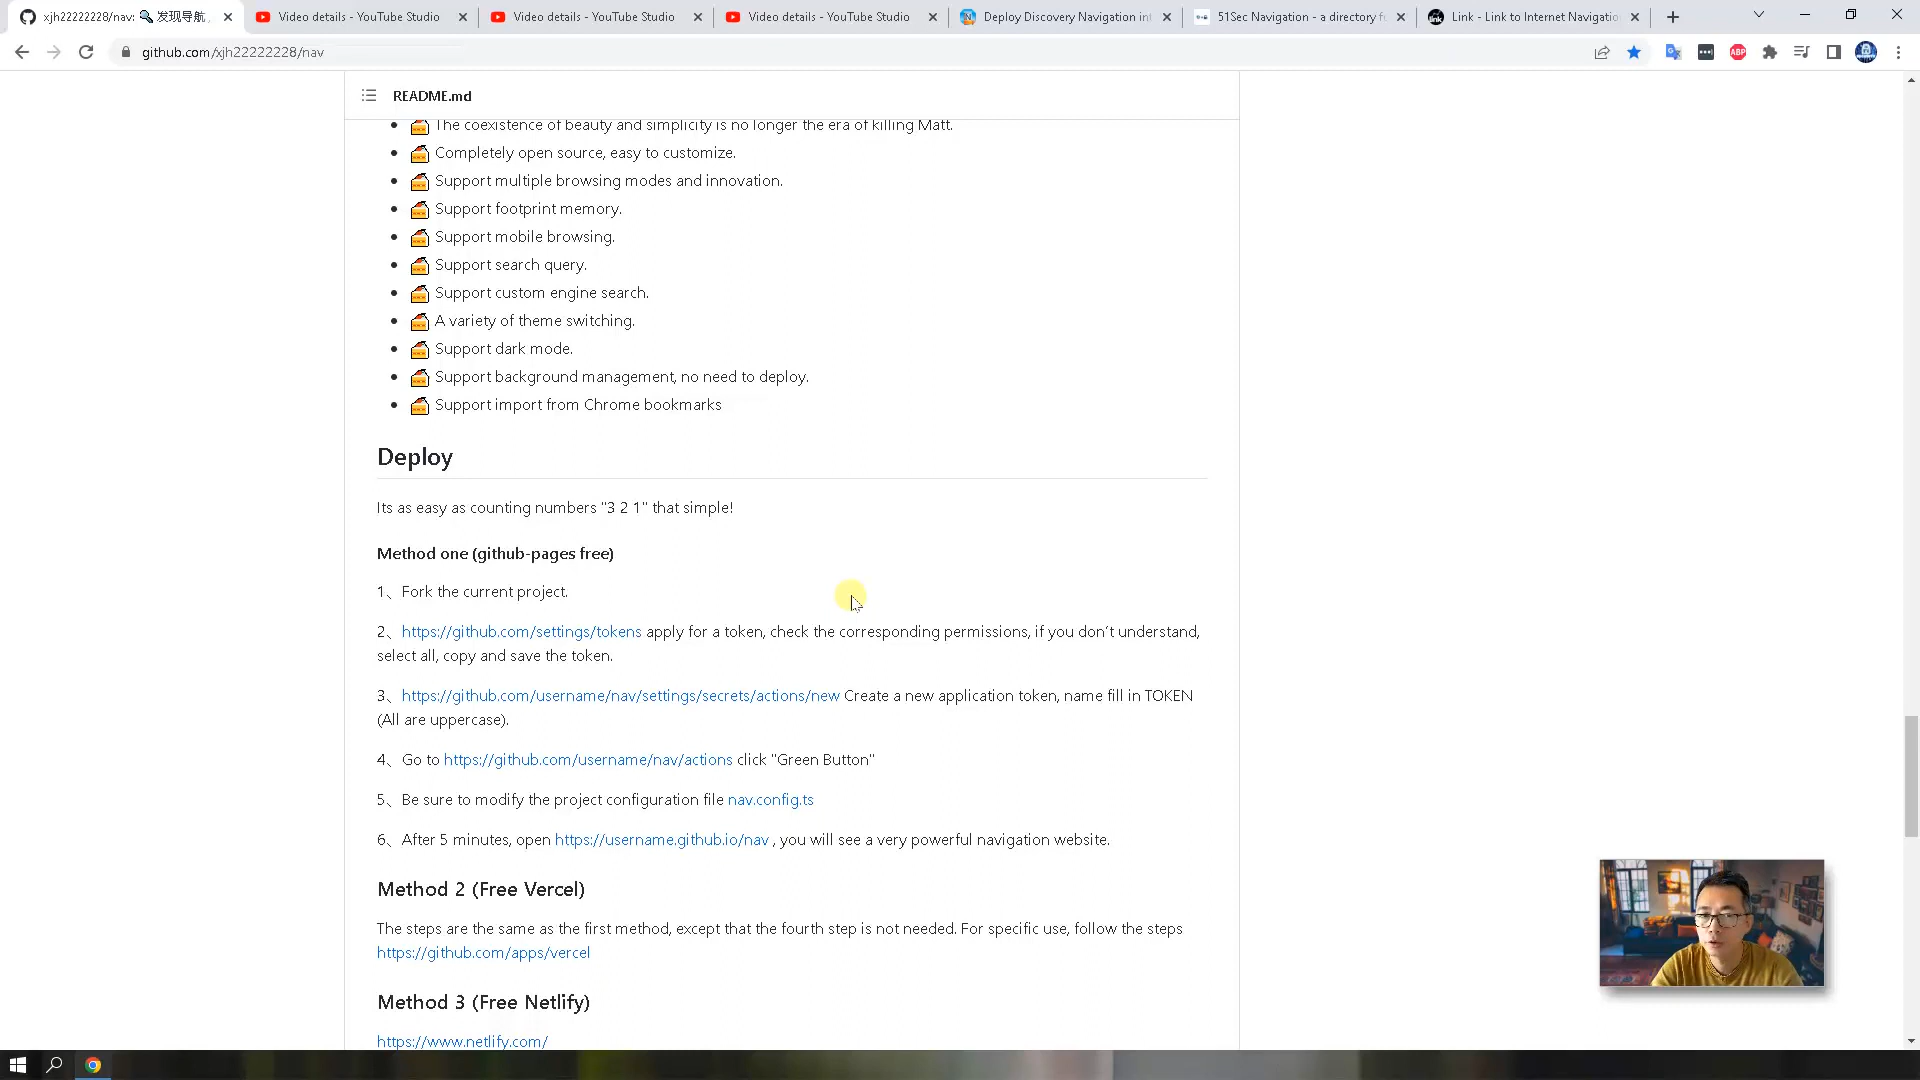 xjh22222228/nav: 🔍 发现导航
Video details - YouTube Studio
Video details - YouTube Studio
Video details - YouTube Studio
Deploy Discovery Navigation in
51Sec Navigation - a directory f
Link - Link to Internet Navigatio
github.com/xjh22222228/nav
ABP
README.md
The coexistence of beauty and simplicity is no longer the era of killing Matt.
Completely open source, easy to customize.
Support multiple browsing modes and innovation.
Support footprint memory.
Support mobile browsing.
Support search query.
Support custom engine search.
A variety of theme switching.
Support dark mode.
Support background management, no need to deploy.
Support import from Chrome bookmarks
Deploy
Its as easy as counting numbers "3 2 1" that simple!
Method one (github-pages free)
1、Fork the current project.
2、https://github.com/settings/tokens apply for a token, check the corresponding permissions, if you don't understand,
select all, copy and save the token.
3、https://github.com/username/nav/settings/secrets/actions/new Create a new application token, name fill in TOKEN
(All are uppercase).
4、Go to https://github.com/username/nav/actions click "Green Button"
5、Be sure to modify the project configuration file nav.config.ts
6、After 5 minutes, open https://username.github.io/nav , you will see a very powerful navigation website.
Method 2 (Free Vercel)
The steps are the same as the first method, except that the fourth step is not needed. For specific use, follow the steps
https://github.com/apps/vercel
Method 3 (Free Netlify)
https://www.netlify.com/